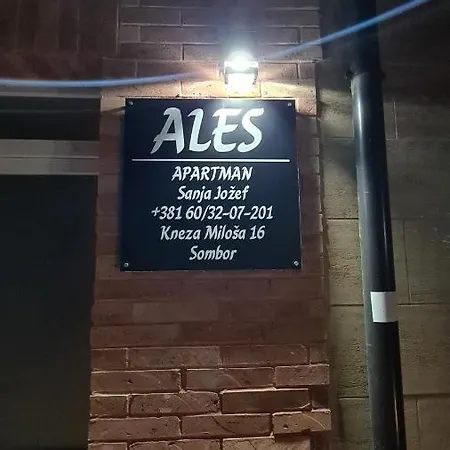 ALES
APARTMAN
Sanja Jožef
+381 60/32-07-201
Kneza Miloša 16
Sombor